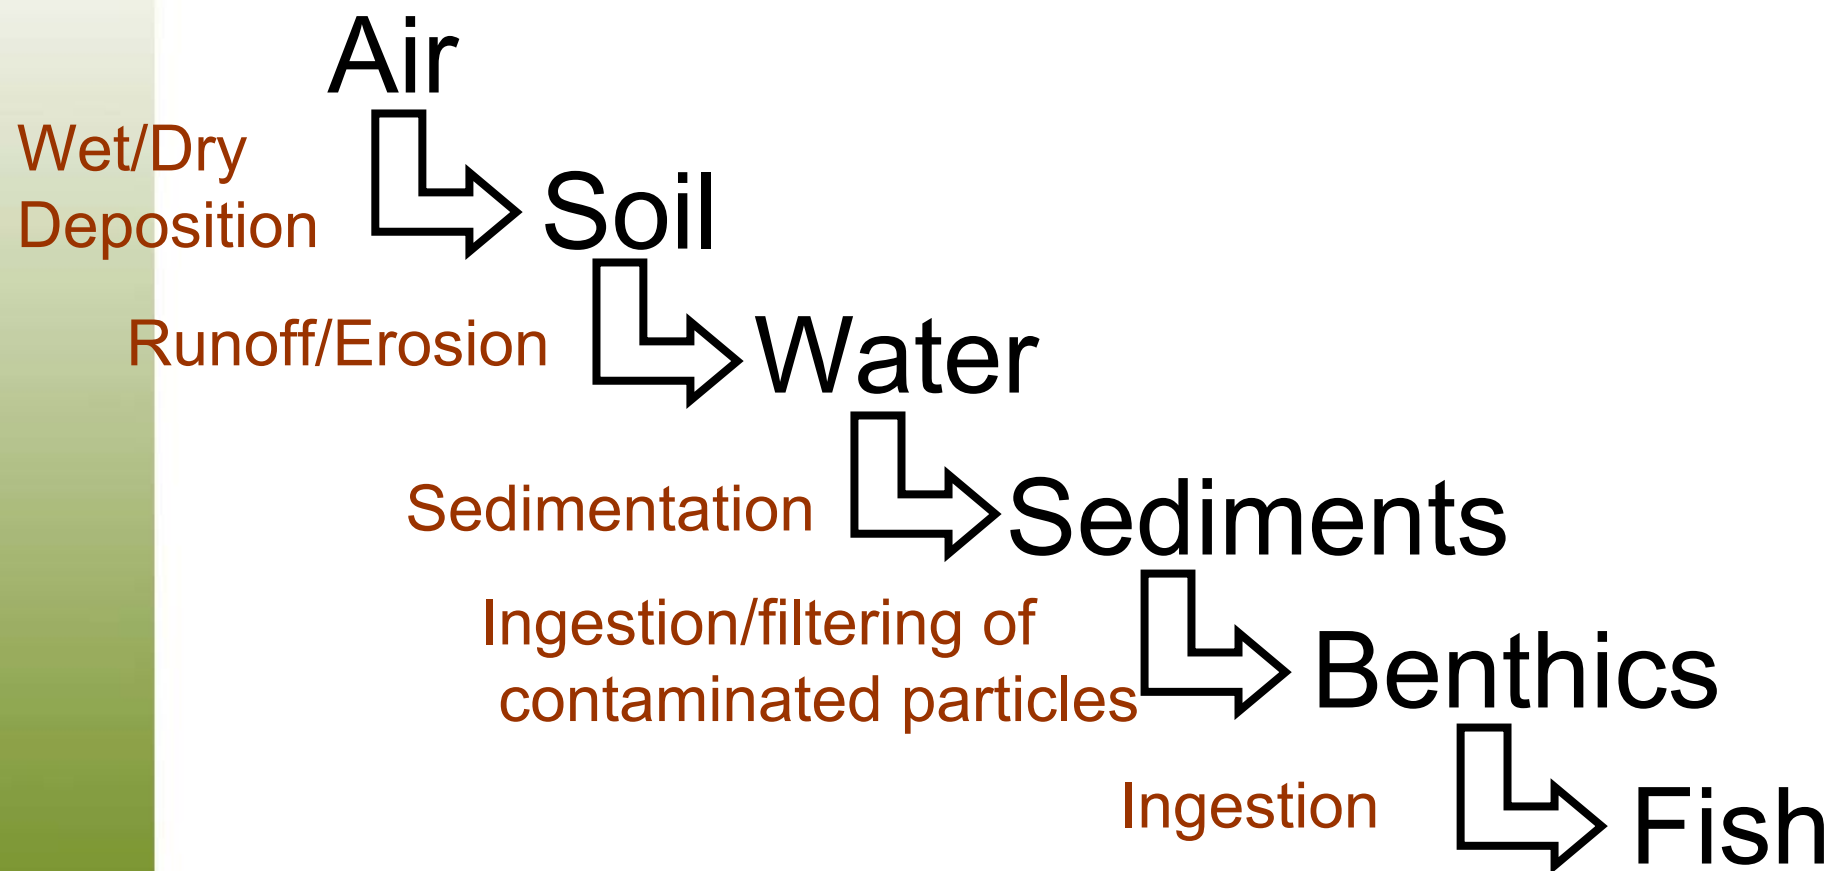 Air
Wet/Dry
Deposition
Soil
Runoff/Erosion
Water
Sedimentation
Sediments
Ingestion/filtering of
contaminated particles
Benthics
Ingestion
Fish